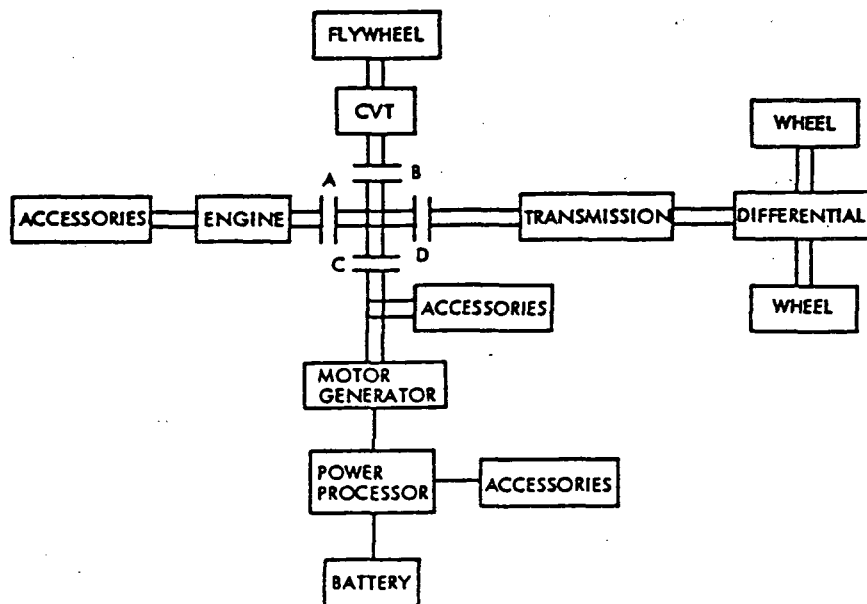 FLYWHEEL
CVT
WHEEL
A
B
ACCESSORIES
ENGINE
TRANSMISSION
DIFFERENTIAL
C
D
ACCESSORIES
WHEEL
MOTOR
GENERATOR
POWER
PROCESSOR
ACCESSORIES
BATTERY